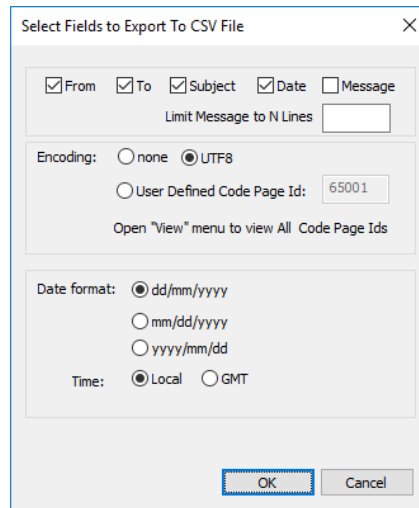 Select Fields to Export To CSV File
From To Subject Date Message
Limit Message to N Lines
Encoding: none UTF8
User Defined Code Page Id: 65001
Open "View" menu to view All Code Page Ids
Date format: dd/mm/yyyy
mm/dd/yyyy
yyyy/mm/dd
Time: Local GMT
OK Cancel